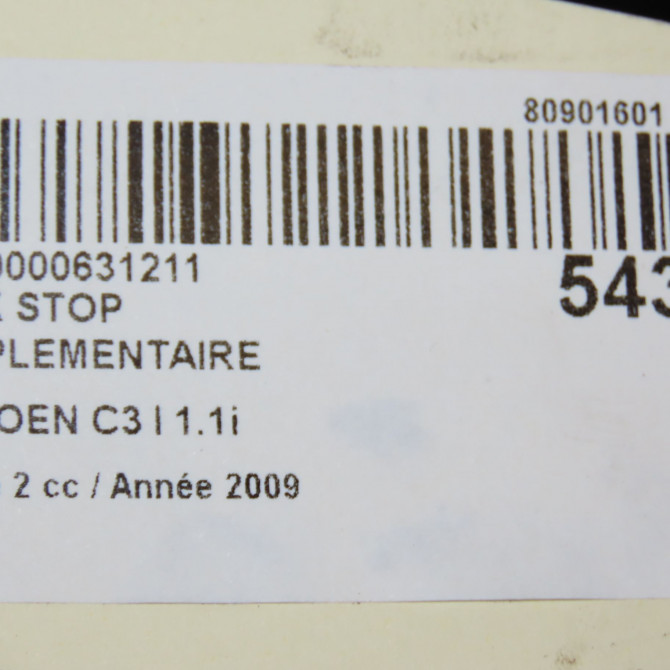 80901601
0000631211
543
X STOP
PLEMENTAIRE
OEN C3 I 1.1i
2 cc / Année 2009